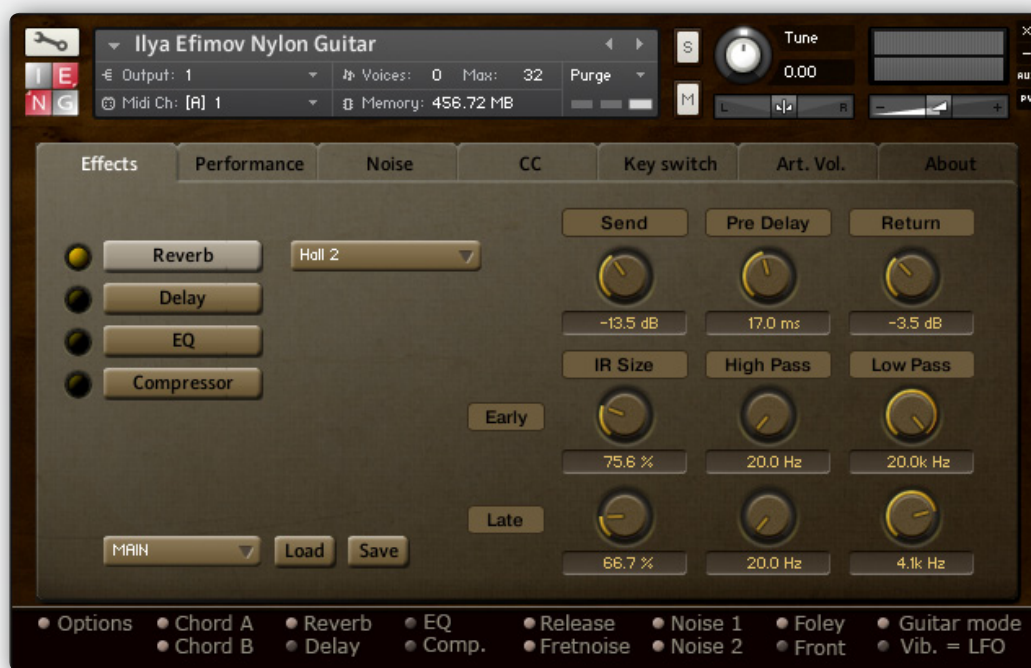 Ilya Efimov Nylon Guitar
S
Tune
I E,
N G
Output: 1
Voices: 0 Max: 32
Purge
0.00
AU
Midi Ch: [A] 1
Memory: 456.72 MB
M
L R
- +
PV
Effects Performance Noise CC Key switch Art. Vol. About
Send Pre Delay Return
Reverb
Hall 2
Delay
-13.5 dB 17.0 ms -3.5 dB
EQ
IR Size High Pass Low Pass
Compressor
Early
75.6 % 20.0 Hz 20.0k Hz
Late
MAIN
Load Save
66.7 % 20.0 Hz 4.1k Hz
Options Chord A Reverb EQ Release Noise 1 Foley Guitar mode
Chord B Delay Comp. Fretnoise Noise 2 Front Vib. = LFO